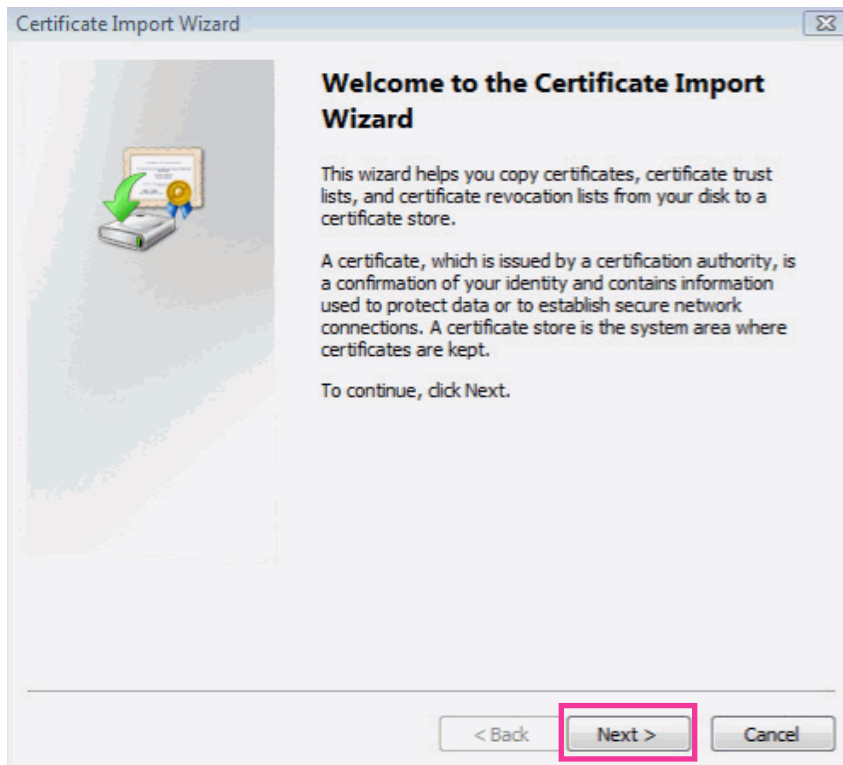 Certificate Import Wizard
Welcome to the Certificate Import
Wizard
This wizard helps you copy certificates, certificate trust
lists, and certificate revocation lists from your disk to a
certificate store.
A certificate, which is issued by a certification authority, is
a confirmation of your identity and contains information
used to protect data or to establish secure network
connections. A certificate store is the system area where
certificates are kept.
To continue, click Next.
< Back Next > Cancel